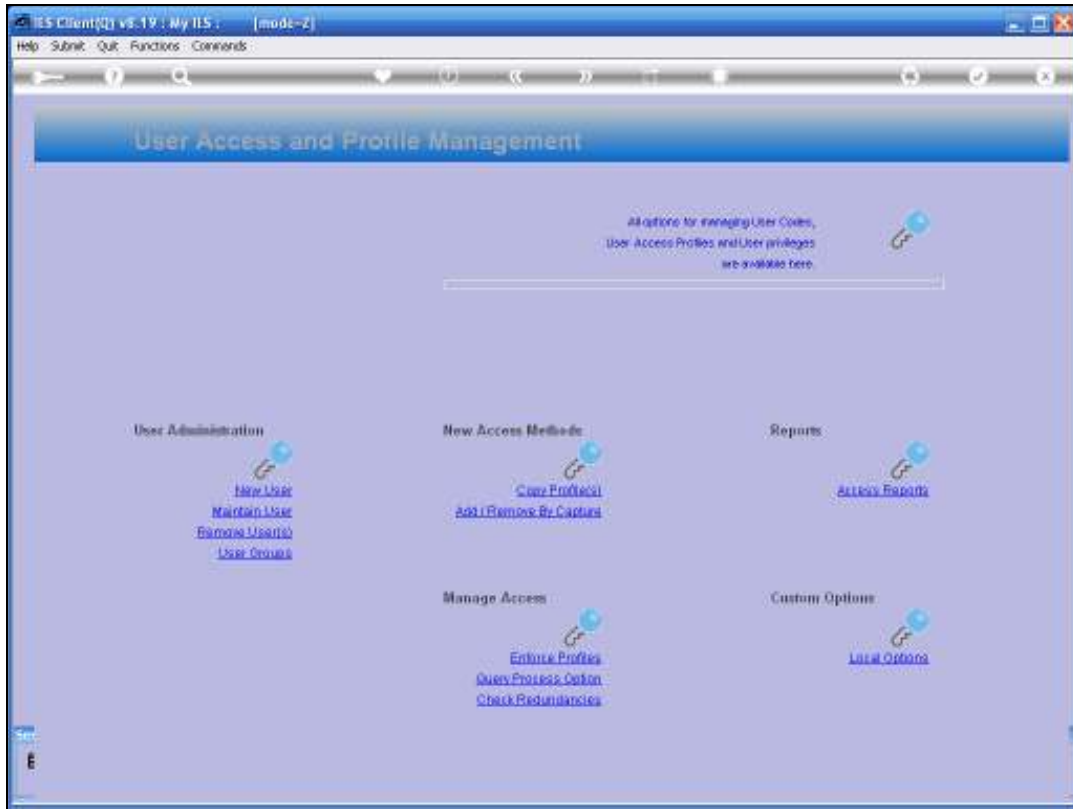 IES Client(Q) v8.19 : My IES : [mode-Z]
Help Submit Quit Functions Commands
User Access and Profile Management
All options for managing User Codes,
User Access Profiles and User privileges
are available here.
User Administration
New User
Maintain User
Remove User(s)
User Groups
New Access Methods
Copy Profile(s)
Add / Remove By Capture
Reports
Access Reports
Manage Access
Enforce Profiles
Query Process Option
Check Redundancies
Custom Options
Local Options